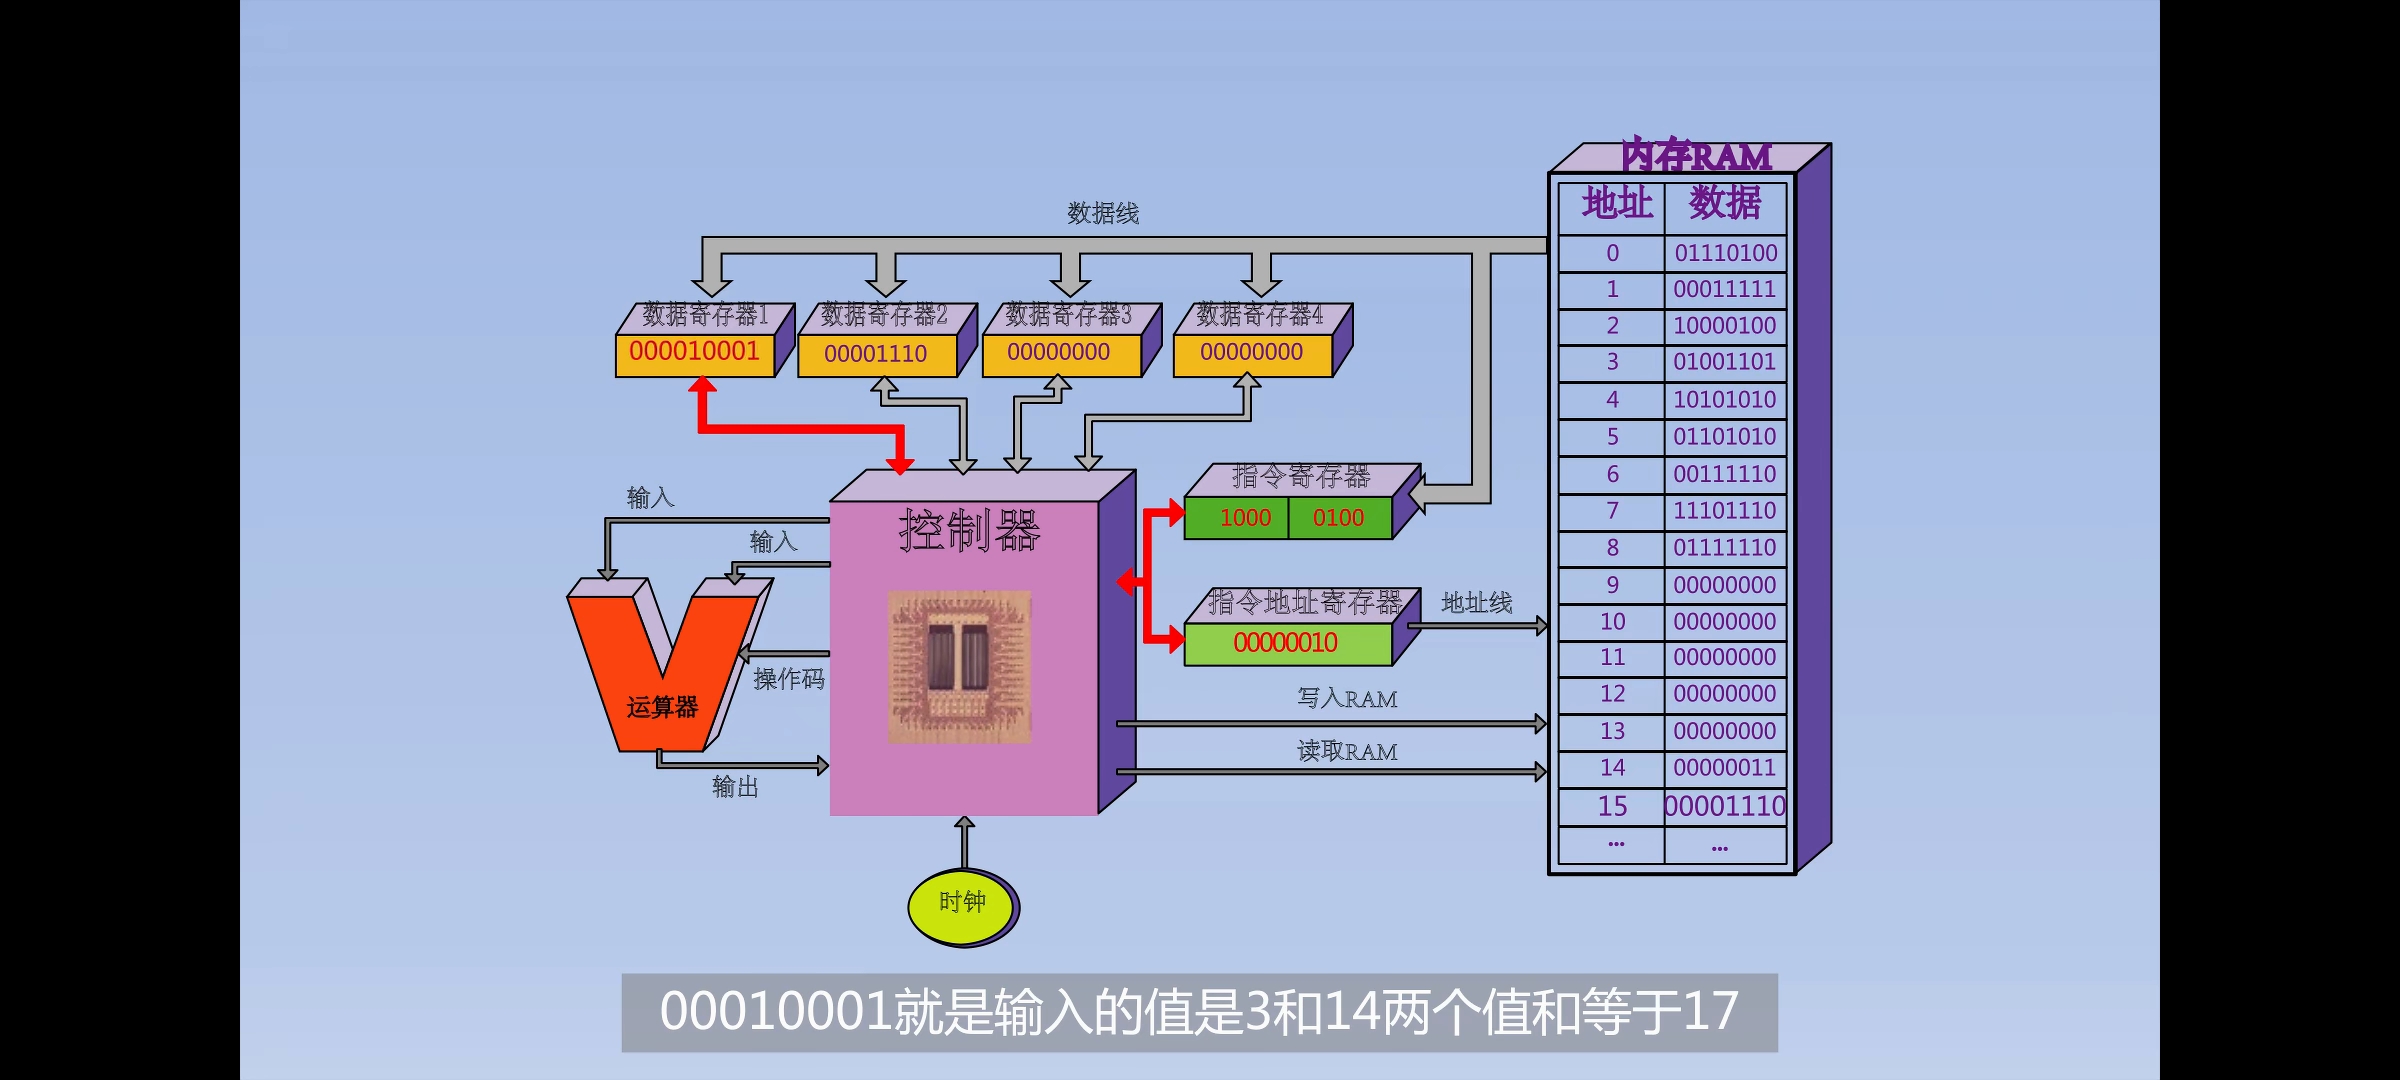 内存RAM
地址 数据
0 01110100
1 00011111
2 10000100
3 01001101
4 10101010
5 01101010
6 00111110
7 11101110
8 01111110
9 00000000
10 00000000
11 00000000
12 00000000
13 00000000
14 00000011
15 00001110
... ...
数据线
数据寄存器1 数据寄存器2 数据寄存器3 数据寄存器4
000010001 00001110 00000000 00000000
指令寄存器
1000 0100
输入
控制器
输入
指令地址寄存器
地址线
00000010
操作码
运算器
写入RAM
读取RAM
输出
时钟
00010001就是输入的值是3和14两个值和等于17